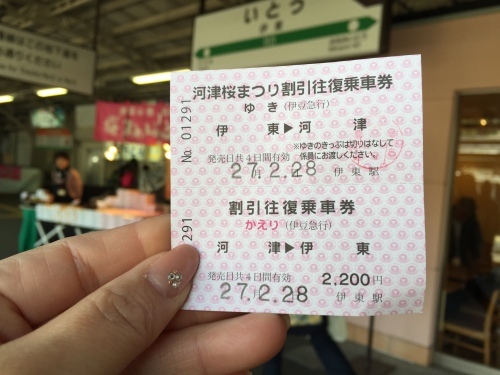 いとう
伊東
河津桜まつり割引往復乗車券
ゆき (伊豆急行)
伊東▶河津
※ゆきのきっぷは切りはなして
係員にお渡しください。
発売日共4日間有効
27.2.28
伊東駅
№ 01291
割引往復乗車券
かえり (伊豆急行)
河津▶伊東
発売日共4日間有効
2,200円
27.2.28
伊東駅
291